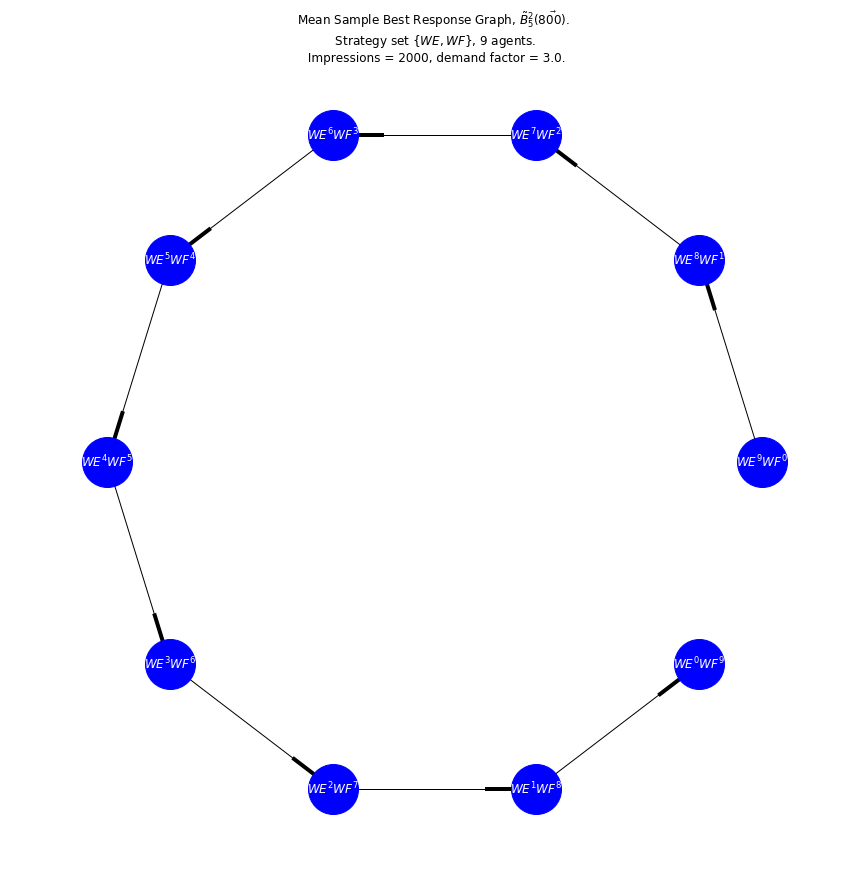 Mean Sample Best Response Graph, $\tilde{B}_5^2(\vec{800})$.
Strategy set $\{WE, WF\}$, 9 agents.
Impressions = 2000, demand factor = 3.0.
$WE^6WF^3$ $WE^7WF^2$
$WE^5WF^4$ $WE^8WF^1$
$WE^4WF^5$ $WE^9WF^0$
$WE^3WF^6$ $WE^0WF^9$
$WE^2WF^7$ $WE^1WF^8$